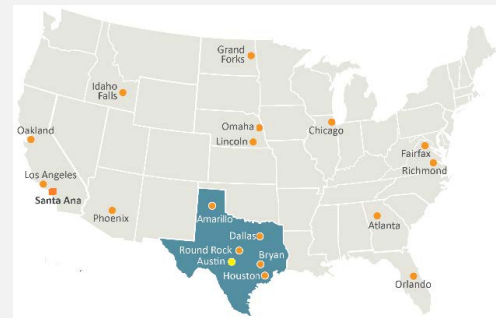 Grand
Forks
Idaho
Falls
Omaha
Lincoln
Chicago
Oakland
Fairfax
Richmond
Los Angeles
Santa Ana
Phoenix
Amarillo
Atlanta
Dallas
Round Rock
Bryan
Austin
Houston
Orlando